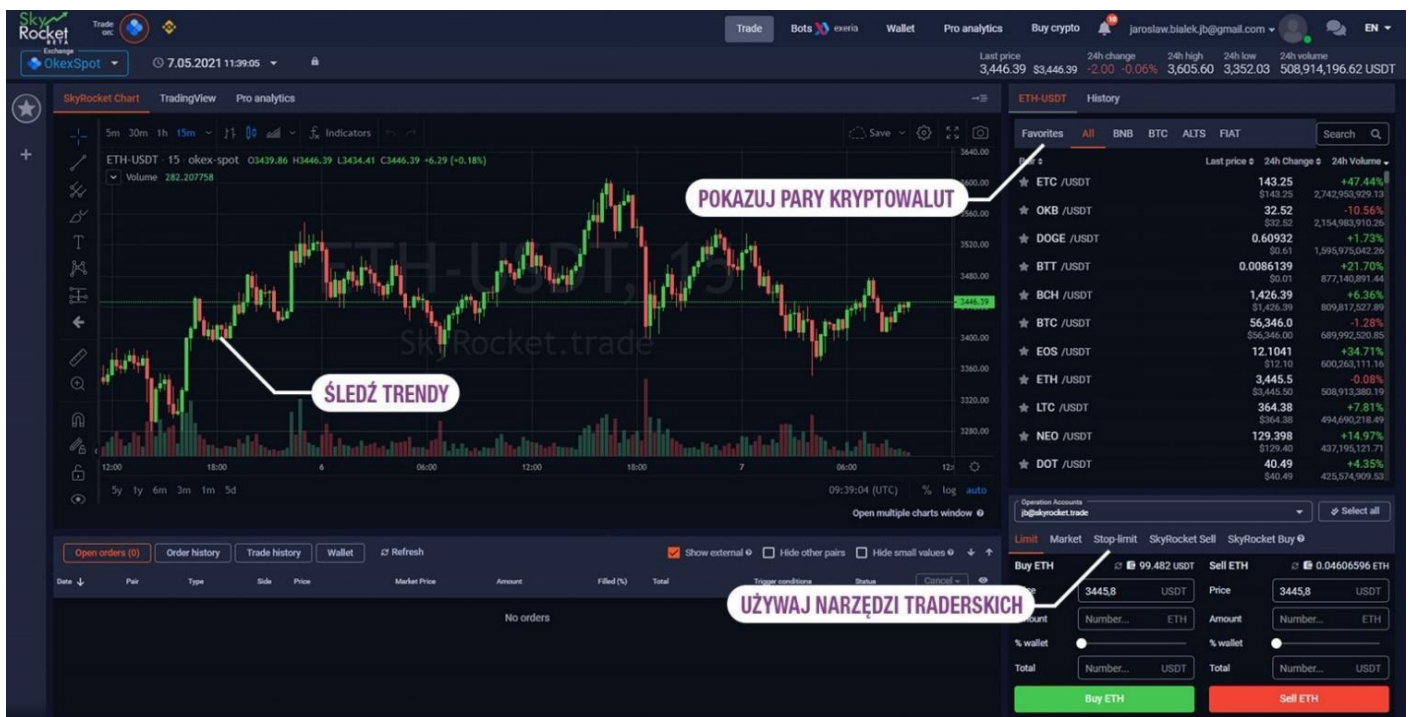 SkyRocket BETA Trade on: Trade Bots exeria Wallet Pro analytics Buy crypto jaroslaw.bialek.jb@gmail.com EN
Exchange
OkexSpot 7.05.2021 11:39:05
Last price 24h change 24h high 24h low 24h volume
3,446.39 $3,446.39 -2.00 -0.06% 3,605.60 3,352.03 508,914,196.62 USDT
SkyRocket Chart TradingView Pro analytics
5m 30m 1h 15m Indicators Save
ETH-USDT · 15 · okex-spot O3439.86 H3446.39 L3434.41 C3446.39 +6.29 (+0.18%)
Volume 282.207758
ETH-USDT, 15
SkyRocket.trade
3640.00
3600.00
3560.00
3520.00
3480.00
3446.39
3400.00
3360.00
3320.00
3280.00
POKAZUJ PARY KRYPTOWALUT
ŚLEDŹ TRENDY
12:00 18:00 6 06:00 12:00 18:00 7 06:00 12:
5y 1y 6m 3m 1m 5d 09:39:04 (UTC) % log auto
Open multiple charts window
ETH-USDT History
Favorites All BNB BTC ALTS FIAT Search
Pair Last price 24h Change 24h Volume
ETC /USDT 143.25 +47.44%
$143.25 2,742,953,929.13
OKB /USDT 32.52 -10.56%
$32.52 2,154,983,910.26
DOGE /USDT 0.60932 +1.73%
$0.61 1,595,975,042.26
BTT /USDT 0.0086139 +21.70%
$0.01 877,140,891.44
BCH /USDT 1,426.39 +6.36%
$1,426.39 809,817,527.89
BTC /USDT 56,346.0 -1.28%
$56,346.00 689,992,520.85
EOS /USDT 12.1041 +34.71%
$12.10 600,263,111.16
ETH /USDT 3,445.5 -0.08%
$3,445.50 508,913,380.19
LTC /USDT 364.38 +7.81%
$364.38 494,690,218.49
NEO /USDT 129.398 +14.97%
$129.40 437,195,121.71
DOT /USDT 40.49 +4.35%
$40.49 425,574,909.53
Operation Accounts
jb@skyrocket.trade Select all
Open orders (0) Order history Trade history Wallet Refresh Show external Hide other pairs Hide small values
Date Pair Type Side Price Market Price Amount Filled (%) Total Trigger conditions Status Cancel
No orders
UŻYWAJ NARZĘDZI TRADERSKICH
Limit Market Stop-limit SkyRocket Sell SkyRocket Buy
Buy ETH 99.482 USDT Sell ETH 0.04606596 ETH
3445,8 USDT Price 3445,8 USDT
Amount Number... ETH Amount Number... ETH
% wallet % wallet
Total Number... USDT Total Number... USDT
Buy ETH Sell ETH